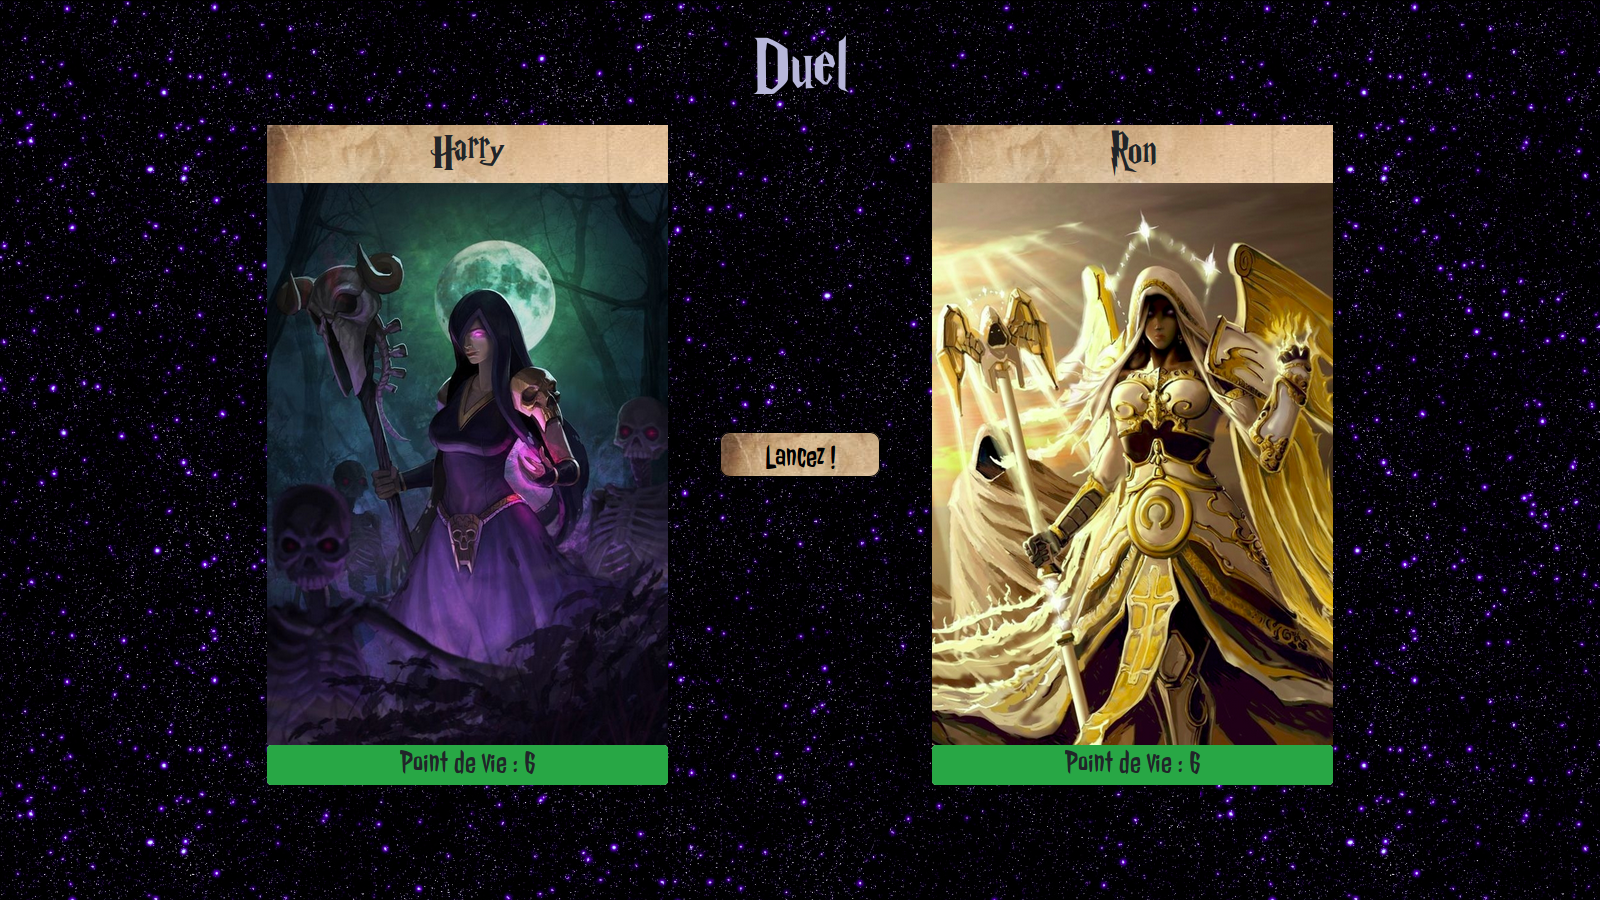 Duel
Harry
Ron
Lancez !
Point de vie : 6
Point de vie : 6